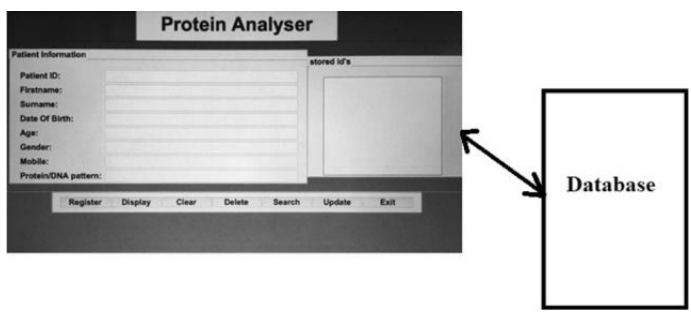 Protein Analyser
Patient Information
Patient ID:
Firstname:
Surname:
Date Of Birth:
Age:
Gender:
Mobile:
Protein/DNA pattern:
stored id's
Register Display Clear Delete Search Update Exit
Database